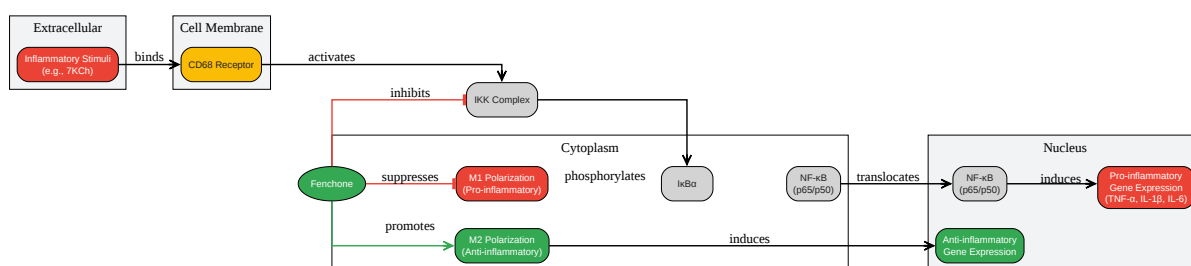 Extracellular
Cell Membrane
Inflammatory Stimuli
(e.g., 7KCh)
binds
CD68 Receptor
activates
inhibits
IKK Complex
Cytoplasm
Nucleus
Fenchone
suppresses
M1 Polarization
(Pro-inflammatory)
phosphorylates
IκBα
NF-κB
(p65/p50)
translocates
NF-κB
(p65/p50)
induces
Pro-inflammatory
Gene Expression
(TNF-α, IL-1β, IL-6)
promotes
M2 Polarization
(Anti-inflammatory)
induces
Anti-inflammatory
Gene Expression